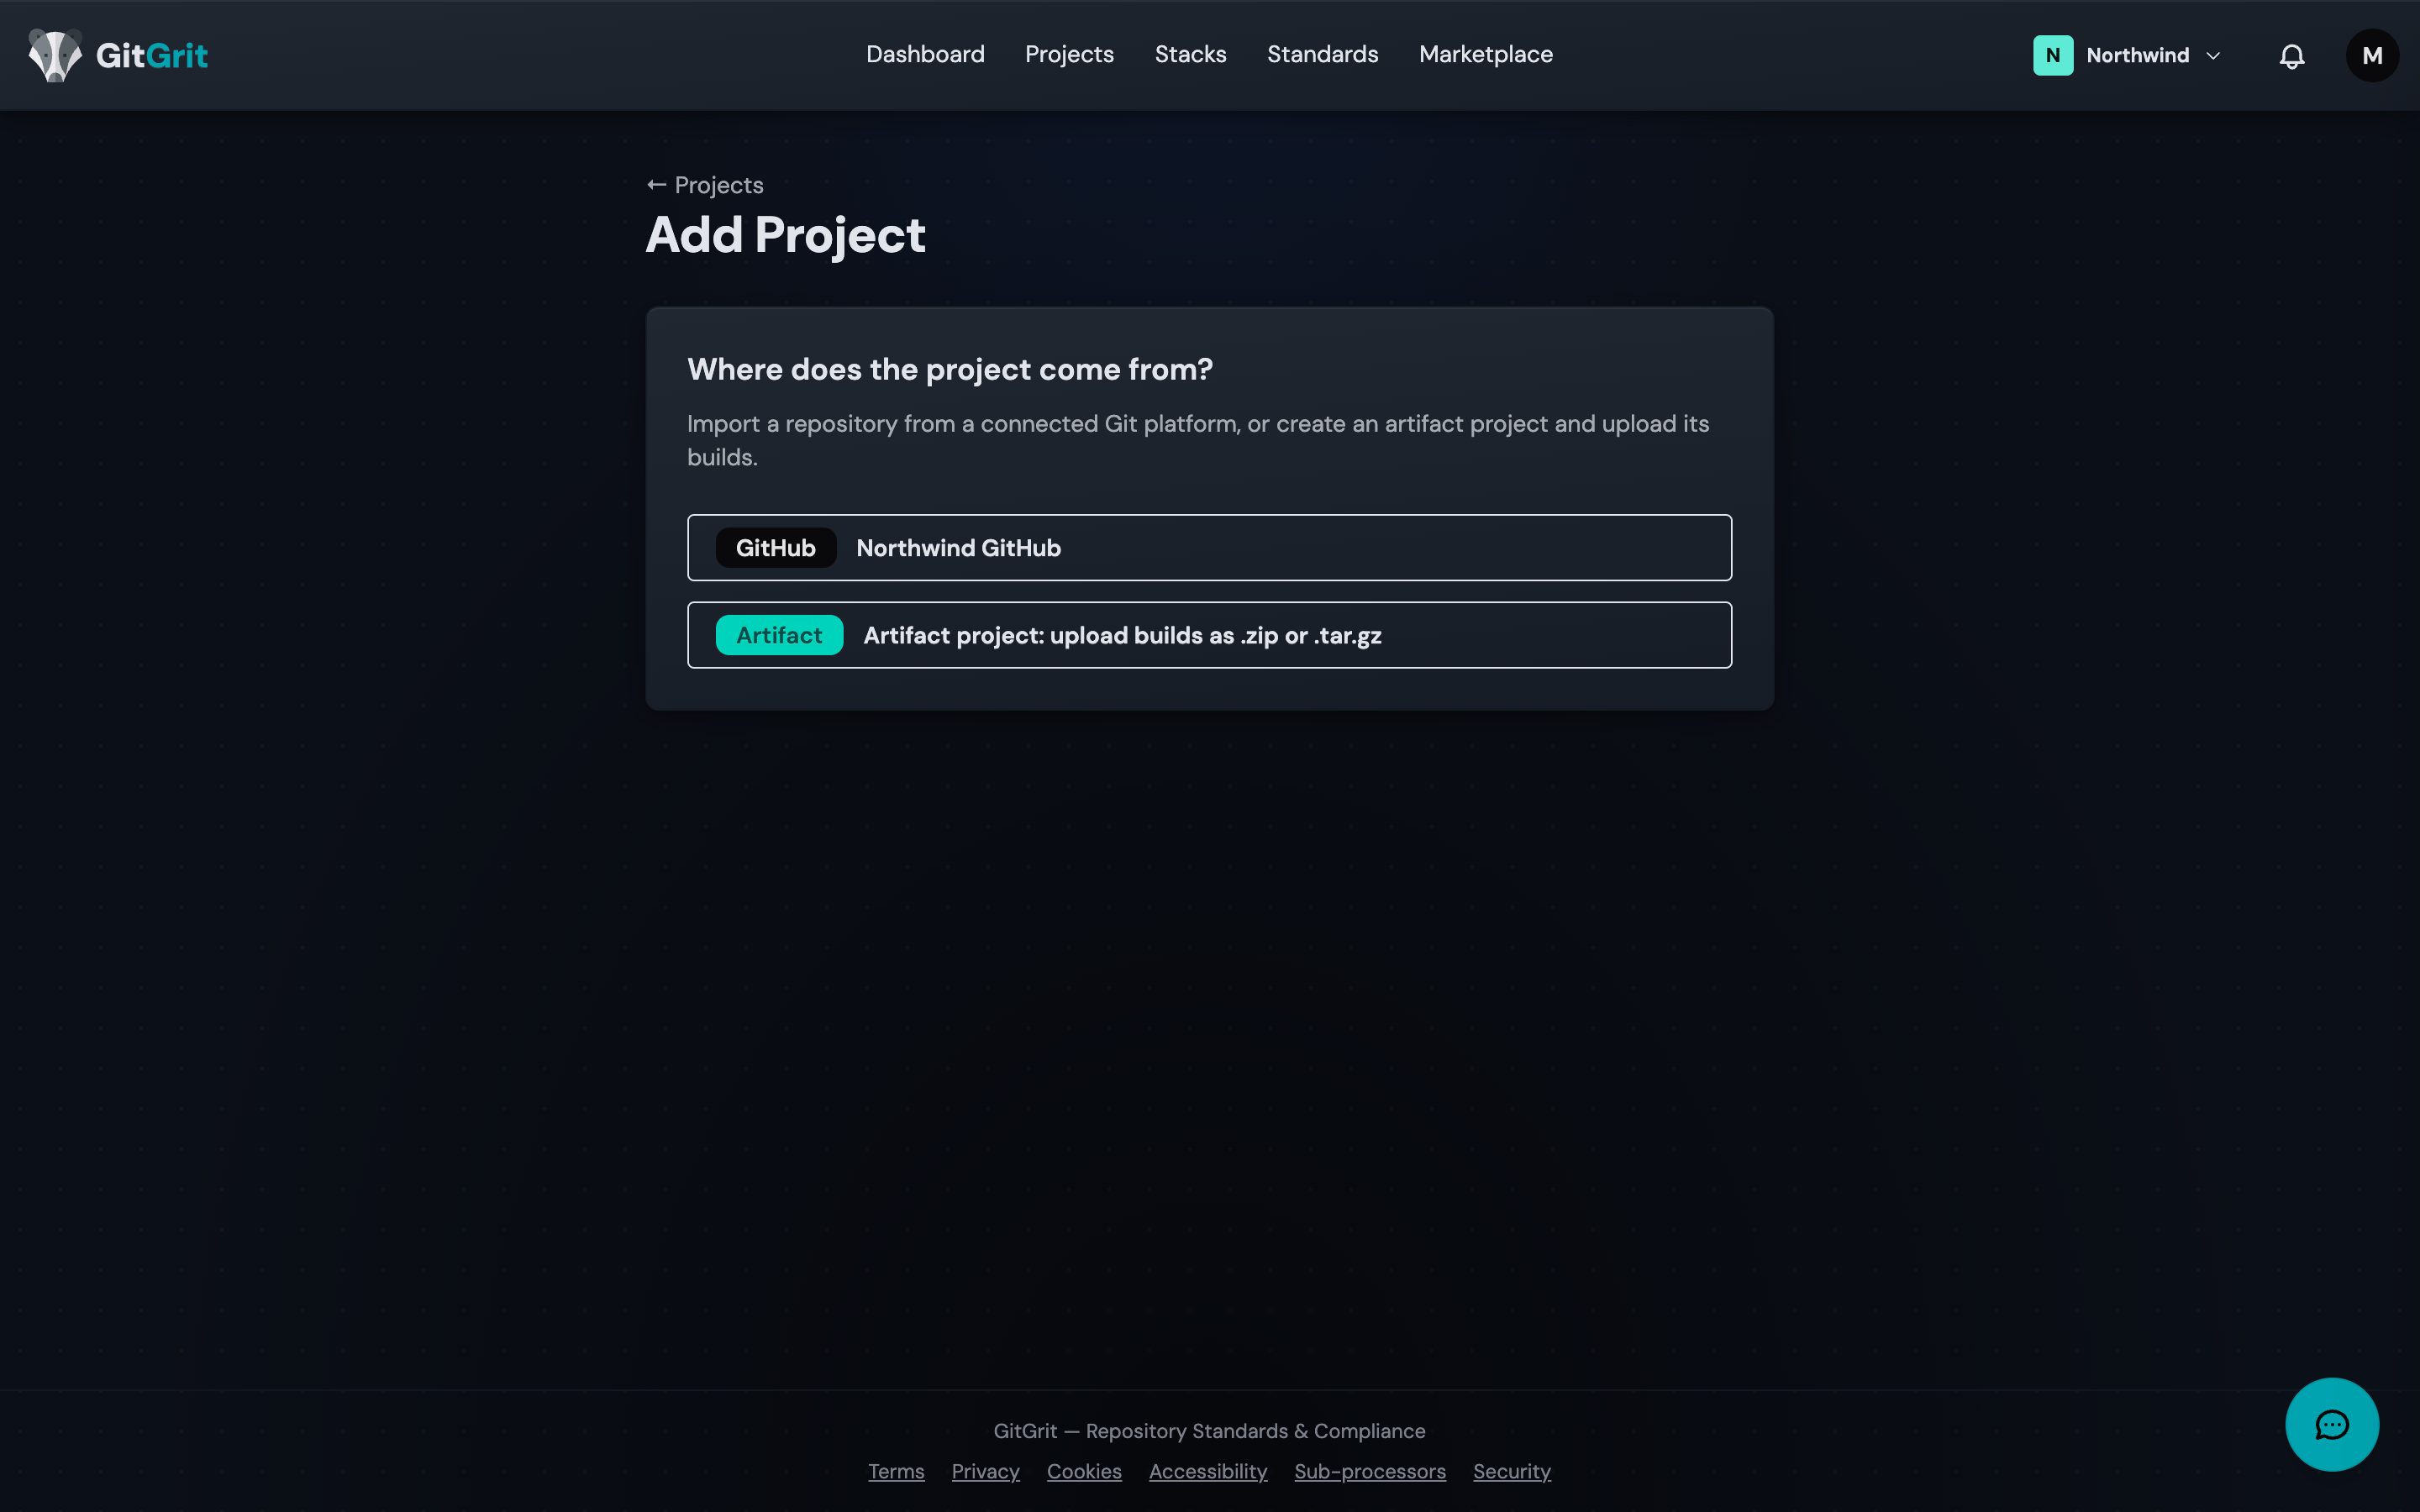 GitGrit
Dashboard Projects Stacks Standards Marketplace
N Northwind
M
← Projects
Add Project
Where does the project come from?
Import a repository from a connected Git platform, or create an artifact project and upload its
builds.
GitHub Northwind GitHub
Artifact Artifact project: upload builds as .zip or .tar.gz
GitGrit — Repository Standards & Compliance
Terms Privacy Cookies Accessibility Sub-processors Security